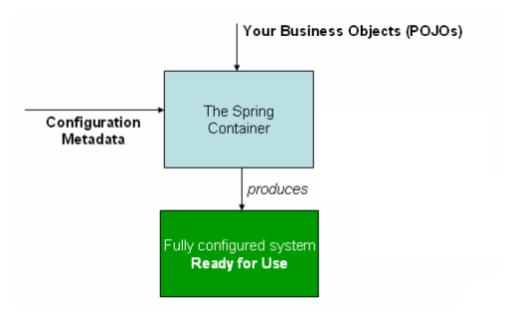 Your Business Objects (POJOs)
The Spring
Container
Configuration
Metadata
produces
Fully configured system
Ready for Use